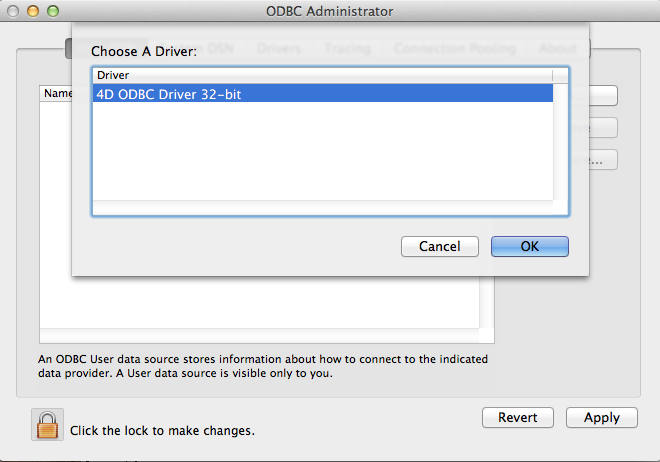 ODBC Administrator
Choose A Driver:
DSN Drivers Tracing Connection Pooling About
Driver
Name
4D ODBC Driver 32-bit
Cancel OK
An ODBC User data source stores information about how to connect to the indicated
data provider. A User data source is visible only to you.
Click the lock to make changes.
Revert Apply